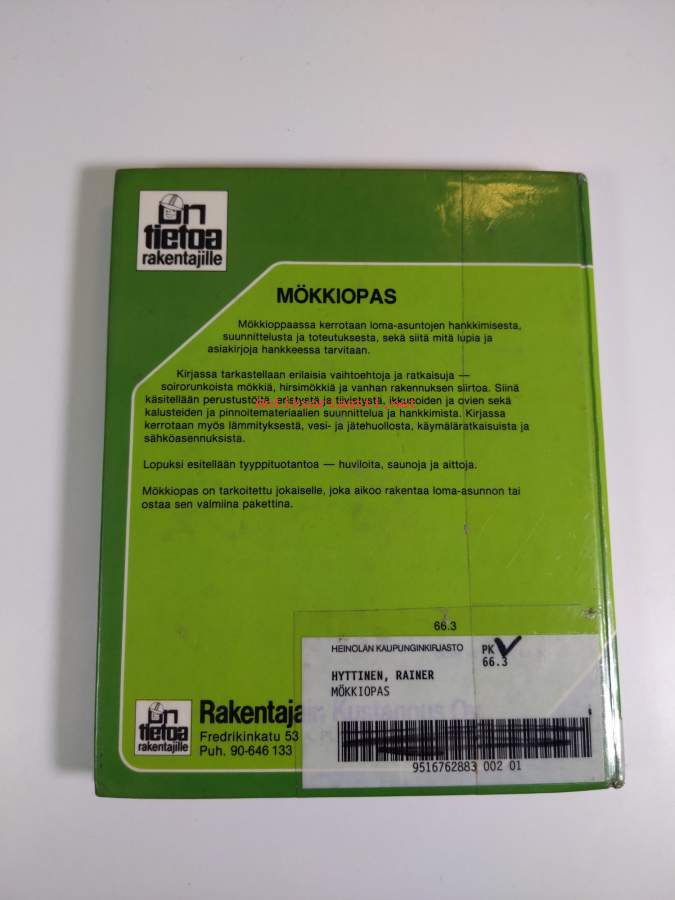 on
tietoa
rakentajille
MÖKKIOPAS
Mökkioppaassa kerrotaan loma-asuntojen hankkimisesta,
suunnittelusta ja toteutuksesta, sekä siitä mitä lupia ja
asiakirjoja hankkeessa tarvitaan.
Kirjassa tarkastellaan erilaisia vaihtoehtoja ja ratkaisuja —
soirorunkoista mökkiä, hirsimökkiä ja vanhan rakennuksen siirtoa. Siinä
käsitellään perustustöitä, eristystä ja tiivistystä, ikkunoiden ja ovien sekä
kalusteiden ja pinnoitemateriaalien suunnittelua ja hankkimista. Kirjassa
kerrotaan myös lämmityksestä, vesi- ja jätehuollosta, käymäläratkaisuista ja
sähköasennuksista.
Lopuksi esitellään tyyppituotantoa — huviloita, saunoja ja aittoja.
Mökkiopas on tarkoitettu jokaiselle, joka aikoo rakentaa loma-asunnon tai
ostaa sen valmiina pakettina.
66.3
HEINOLAN KAUPUNGINKIRJASTO
PK
66.3
HYTTINEN, RAINER
MÖKKIOPAS
9516762883 002 01
on
tietoa
rakentajille
Rakentajain Kustannus Oy
Fredrikinkatu 53
Puh. 90-646 133